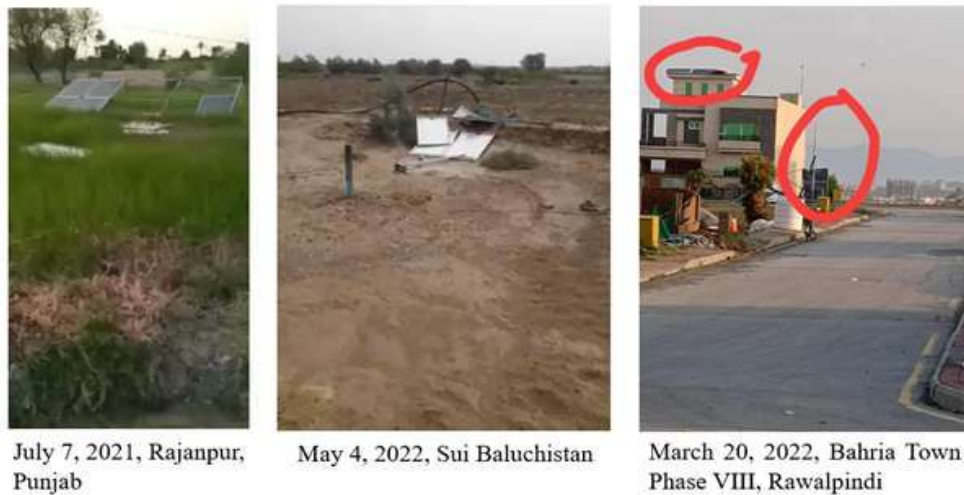 July 7, 2021, Rajanpur,
Punjab
May 4, 2022, Sui Baluchistan
March 20, 2022, Bahria Town
Phase VIII, Rawalpindi